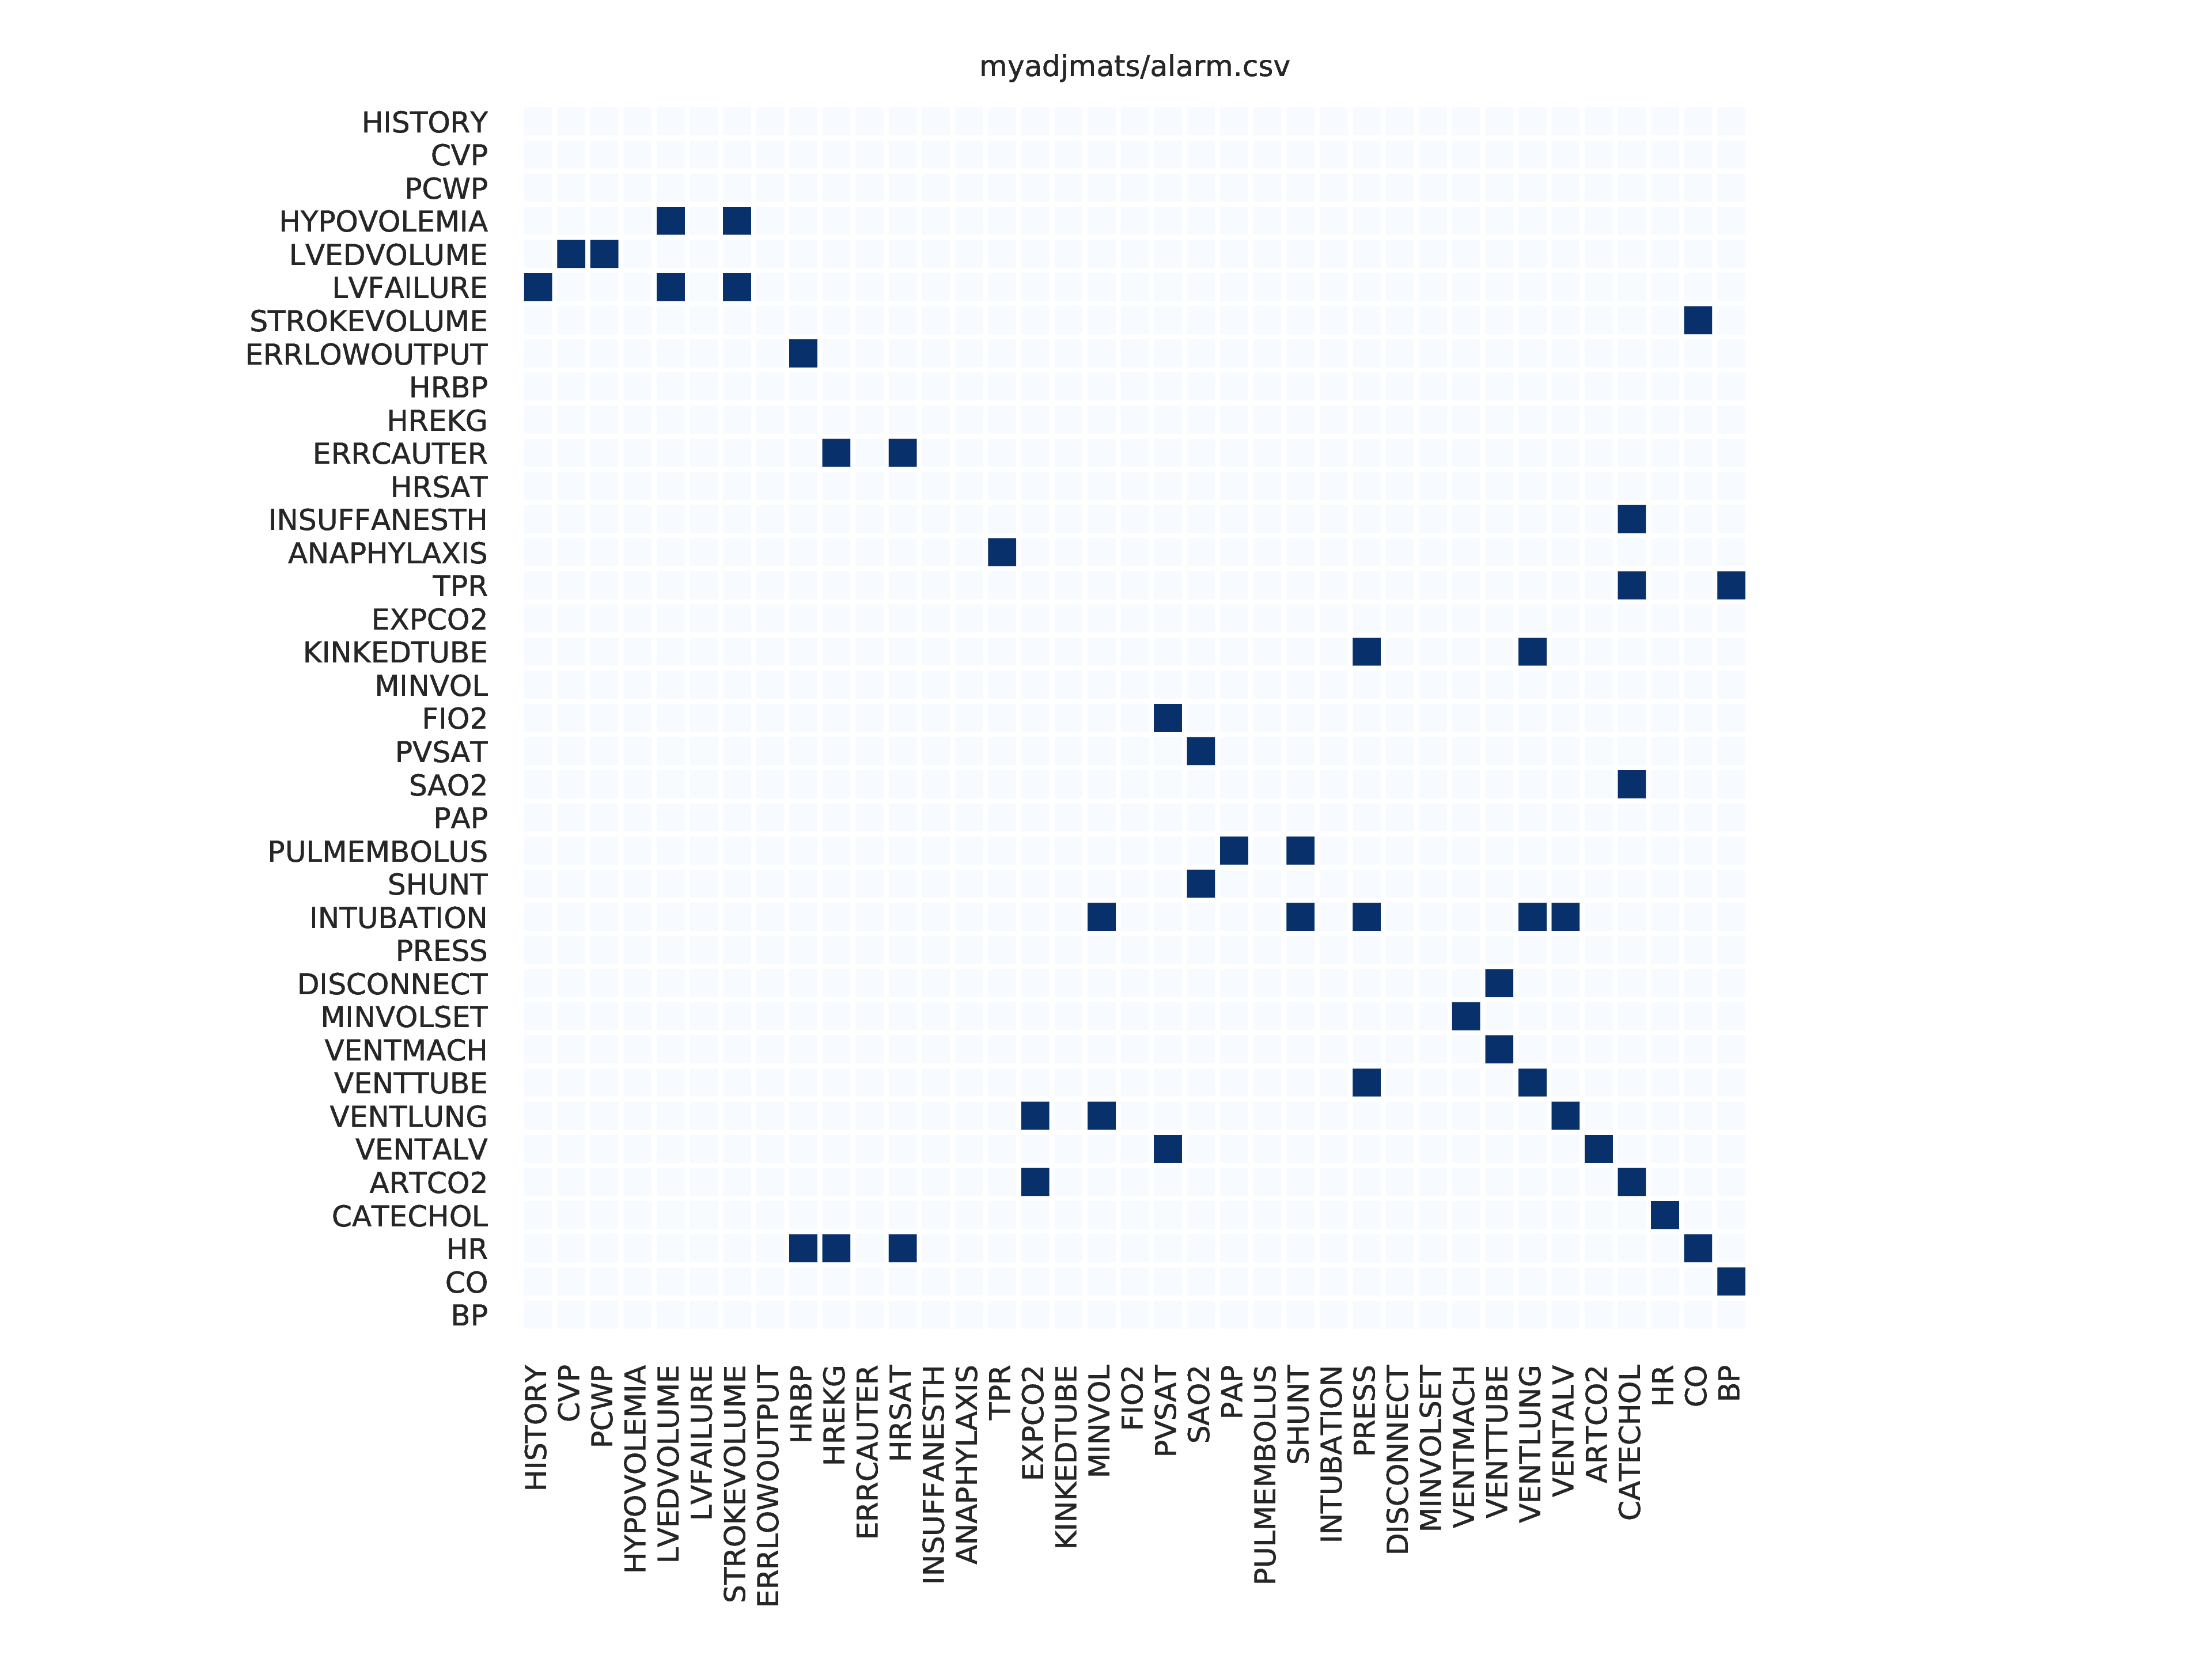 myadjmats/alarm.csv
HISTORY
CVP
PCWP
HYPOVOLEMIA
LVEDVOLUME
LVFAILURE
STROKEVOLUME
ERRLOWOUTPUT
HRBP
HREKG
ERRCAUTER
HRSAT
INSUFFANESTH
ANAPHYLAXIS
TPR
EXPCO2
KINKEDTUBE
MINVOL
FIO2
PVSAT
SAO2
PAP
PULMEMBOLUS
SHUNT
INTUBATION
PRESS
DISCONNECT
MINVOLSET
VENTMACH
VENTTUBE
VENTLUNG
VENTALV
ARTCO2
CATECHOL
HR
CO
BP
HISTORY
CVP
PCWP
HYPOVOLEMIA
LVEDVOLUME
LVFAILURE
STROKEVOLUME
ERRLOWOUTPUT
HRBP
HREKG
ERRCAUTER
HRSAT
INSUFFANESTH
ANAPHYLAXIS
TPR
EXPCO2
KINKEDTUBE
MINVOL
FIO2
PVSAT
SAO2
PAP
PULMEMBOLUS
SHUNT
INTUBATION
PRESS
DISCONNECT
MINVOLSET
VENTMACH
VENTTUBE
VENTLUNG
VENTALV
ARTCO2
CATECHOL
HR
CO
BP